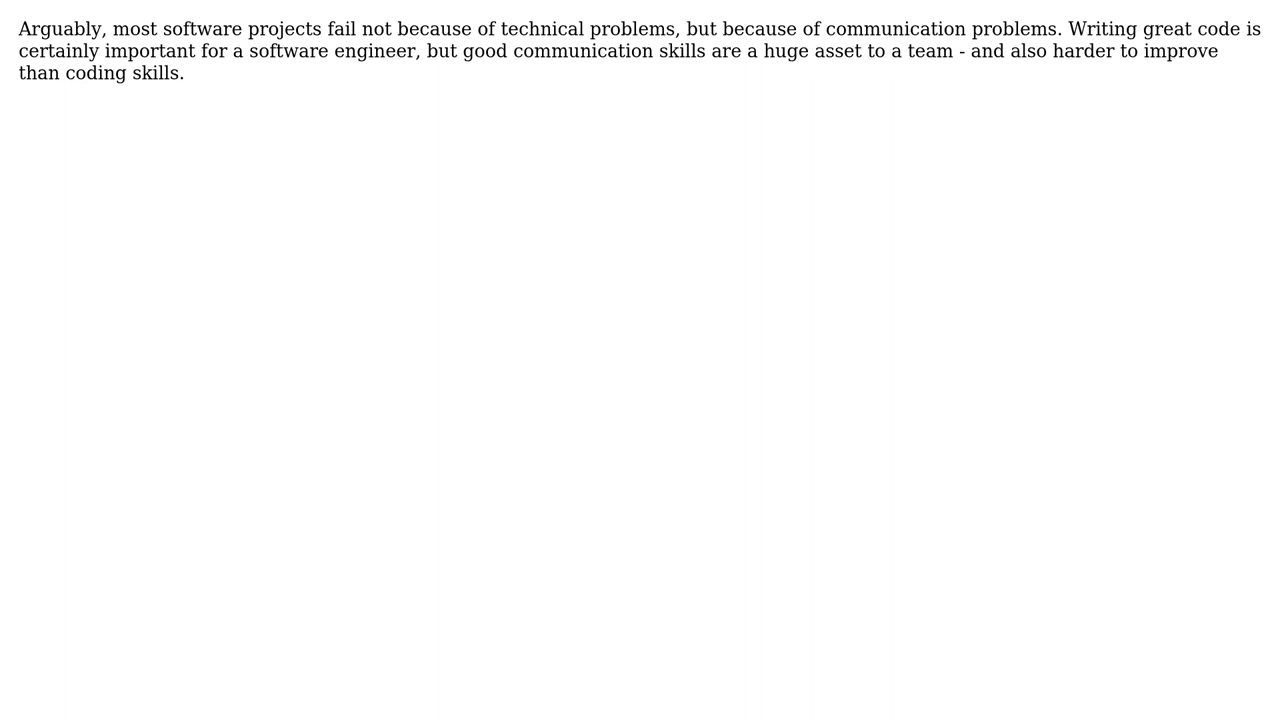 Arguably, most software projects fail not because of technical problems, but because of communication problems. Writing great code is
certainly important for a software engineer, but good communication skills are a huge asset to a team - and also harder to improve
than coding skills.